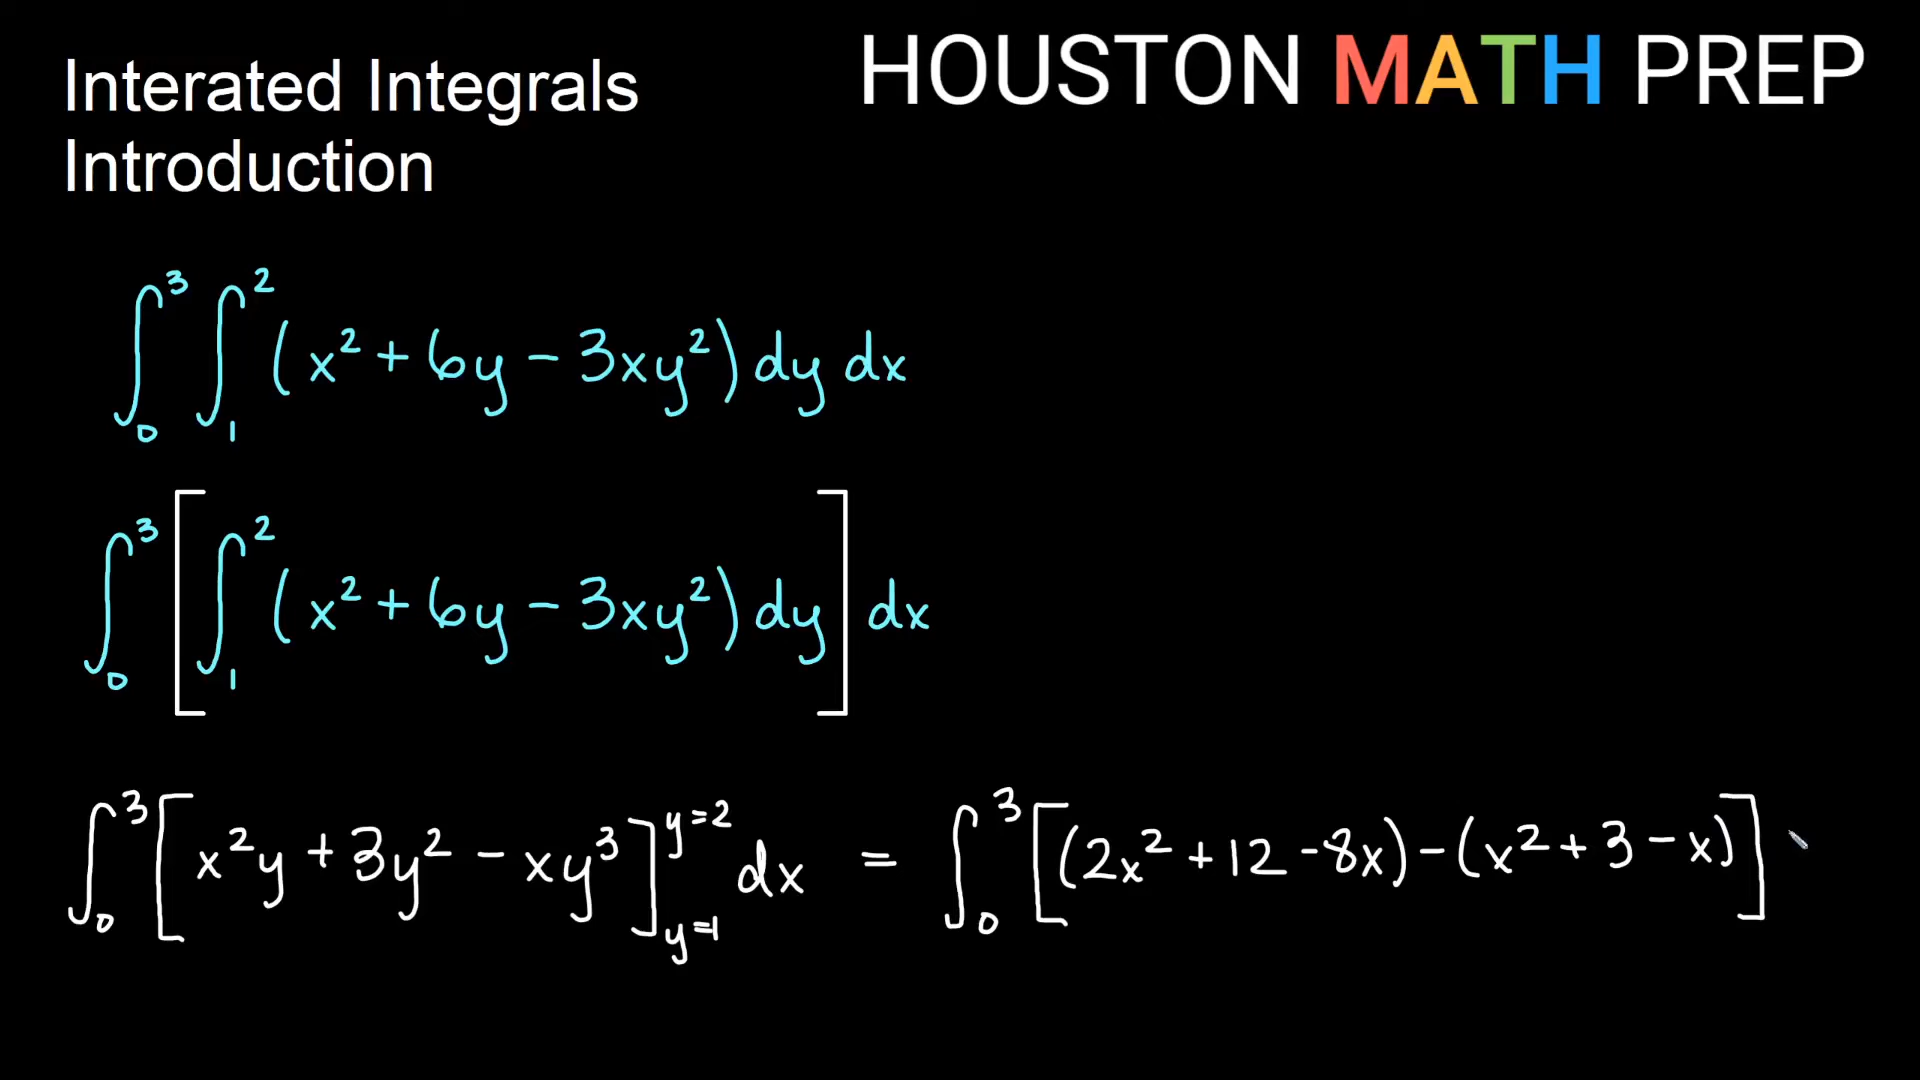 Interated Integrals
Introduction
HOUSTON MATH PREP
∫₀³ ∫₁² (x² + 6y − 3xy²) dy dx
∫₀³ [ ∫₁² (x² + 6y − 3xy²) dy ] dx
∫₀³ [ x²y + 3y² − xy³ ]_{y=1}^{y=2} dx = ∫₀³ [ (2x² + 12 − 8x) − (x² + 3 − x) ]